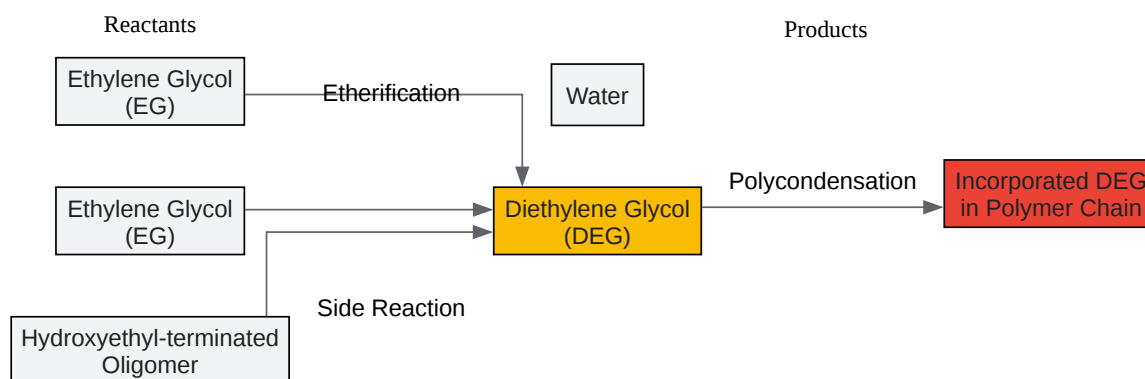 Reactants
Products
Ethylene Glycol
(EG)
Etherification
Water
Ethylene Glycol
(EG)
Diethylene Glycol
(DEG)
Polycondensation
Incorporated DEG
in Polymer Chain
Side Reaction
Hydroxyethyl-terminated
Oligomer